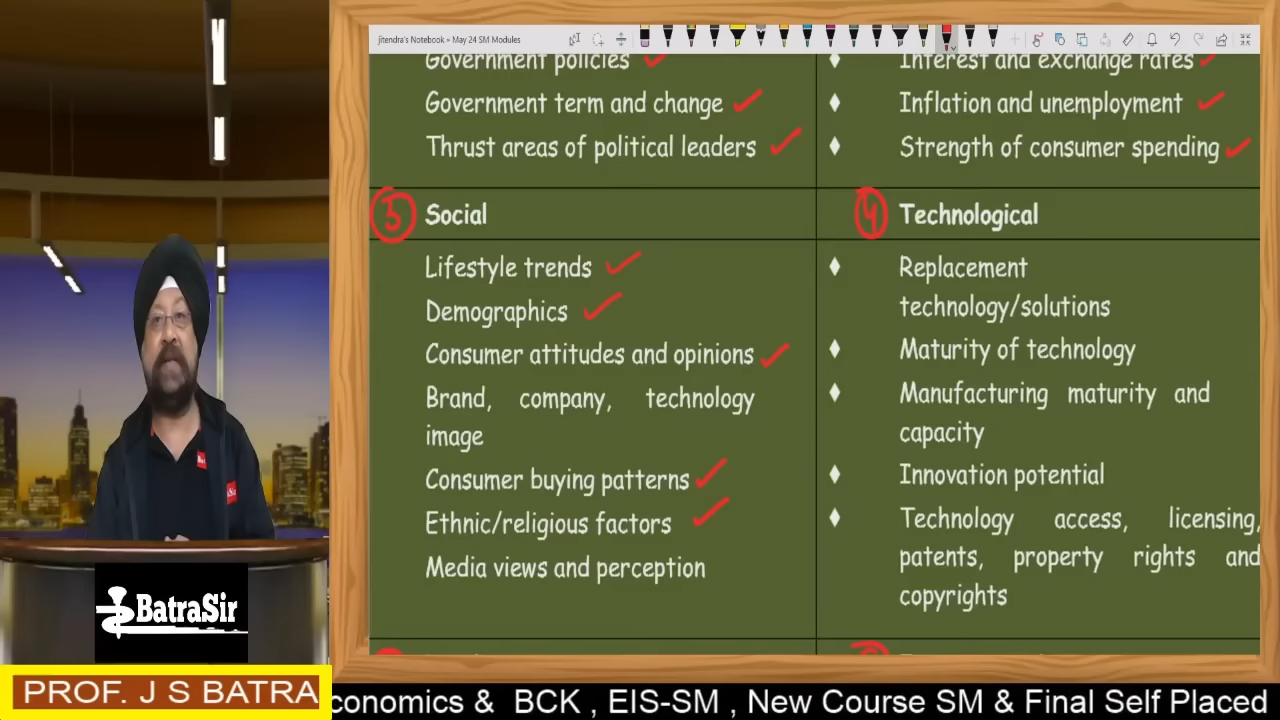 jitendra's Notebook » May 24 SM Modules
Government policies
Government term and change
Thrust areas of political leaders
Interest and exchange rates
Inflation and unemployment
Strength of consumer spending
3 Social
Lifestyle trends
Demographics
Consumer attitudes and opinions
Brand, company, technology
image
Consumer buying patterns
Ethnic/religious factors
Media views and perception
4 Technological
Replacement
technology/solutions
Maturity of technology
Manufacturing maturity and
capacity
Innovation potential
Technology access, licensing,
patents, property rights and
copyrights
BatraSir
PROF. J S BATRA
conomics & BCK , EIS-SM , New Course SM & Final Self Placed